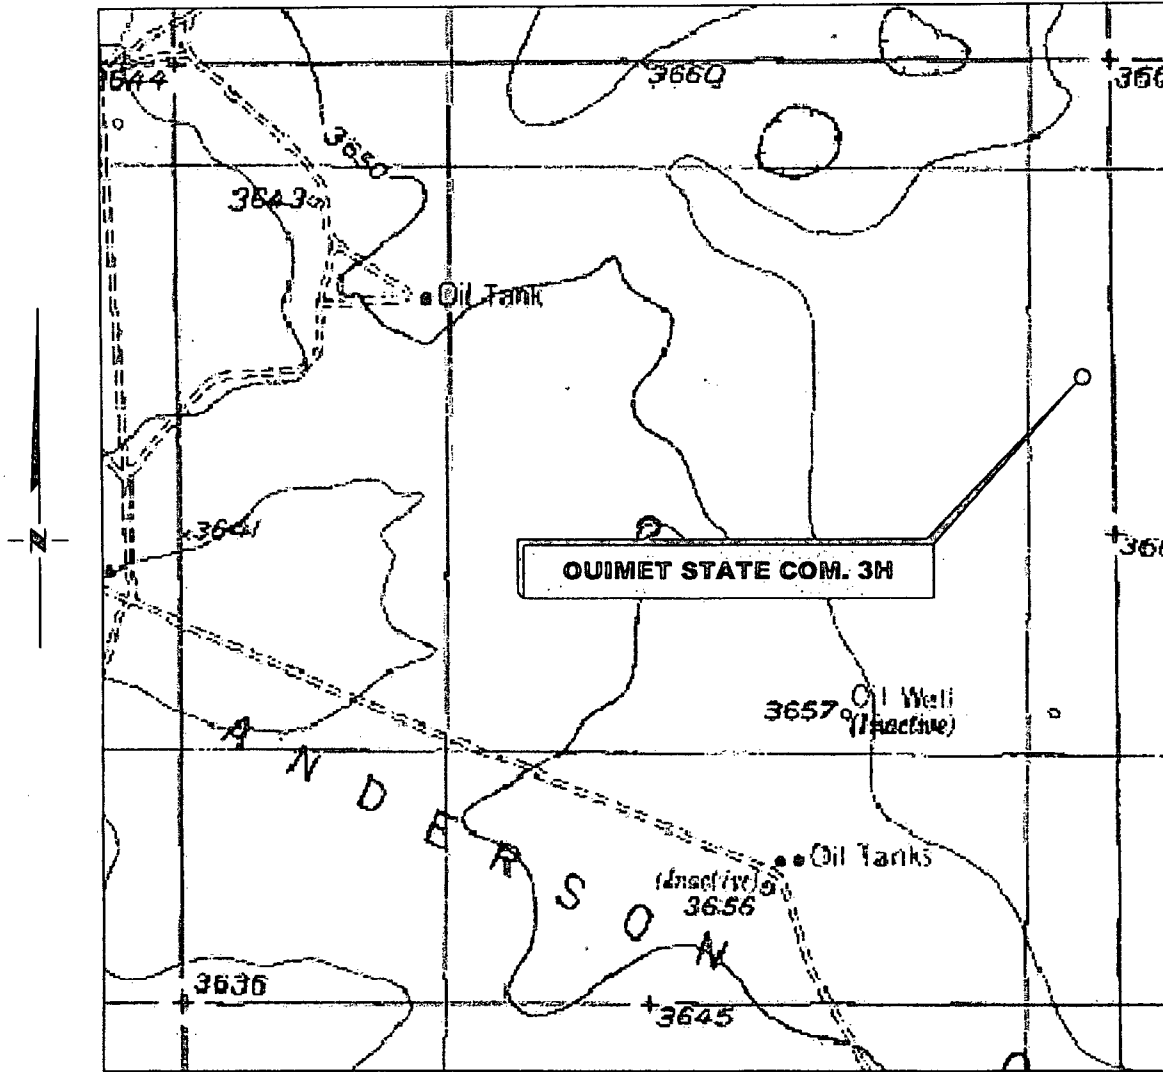 3644
3660
3650
3643
Oil Tank
3641
OUIMET STATE COM. 3H
3657
Oil Well
(Inactive)
ANDERSON
Oil Tanks
(Inactive)
3656
3636
3645
N